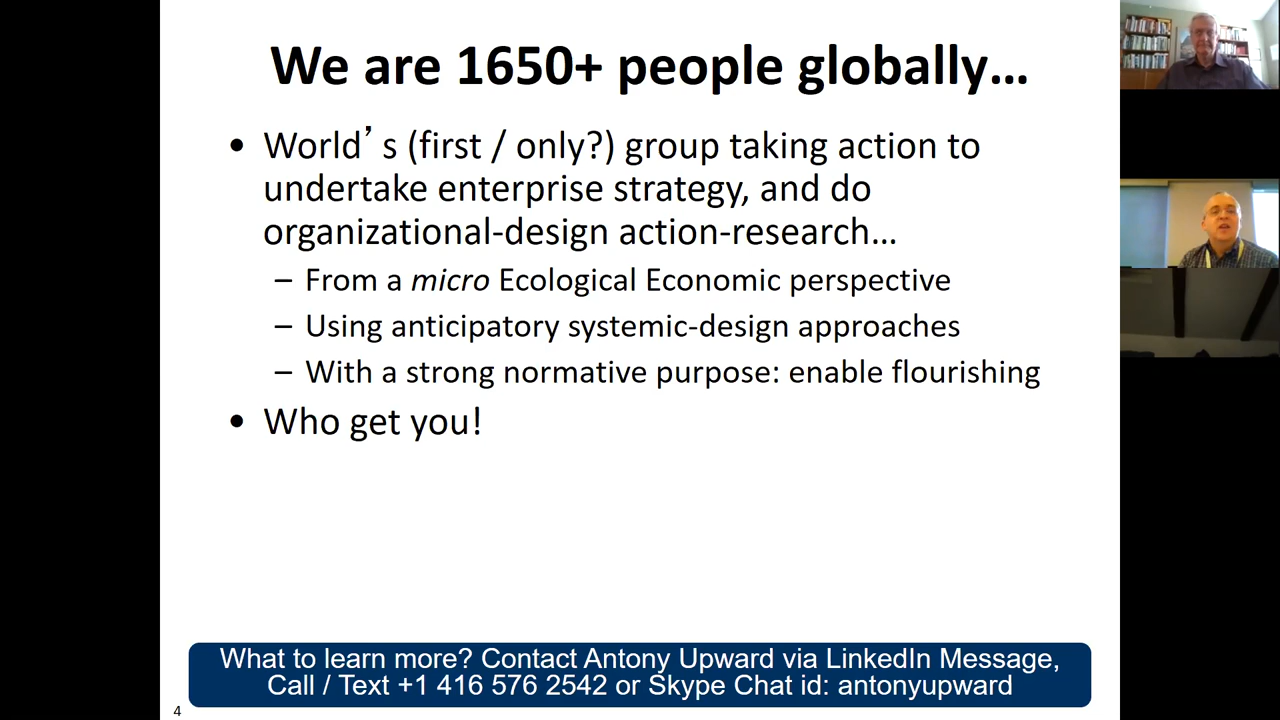 We are 1650+ people globally…
• World’s (first / only?) group taking action to
undertake enterprise strategy, and do
organizational-design action-research…
– From a micro Ecological Economic perspective
– Using anticipatory systemic-design approaches
– With a strong normative purpose: enable flourishing
• Who get you!
What to learn more? Contact Antony Upward via LinkedIn Message,
Call / Text +1 416 576 2542 or Skype Chat id: antonyupward
4